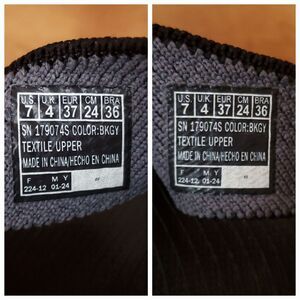 U.S. U.K EUR CM BRA
7 4 37 24 36
SN 179074S COLOR:BKGY
TEXTILE UPPER
MADE IN CHINA/HECHO EN CHINA
F M Y
224-12 01-24
U.S. U.K EUR CM BRA
7 4 37 24 36
SN 179074S COLOR:BKGY
TEXTILE UPPER
MADE IN CHINA/HECHO EN CHINA
F M Y
224-12 01-24